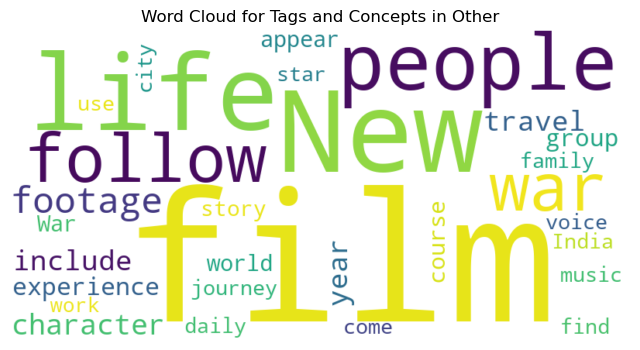 Word Cloud for Tags and Concepts in Other
life
city
appear
star
people
use
New
travel
group
family
follow
war
footage
story
War
voice
India
course
include
world
year
music
experience
journey
work
film
character
daily
come
find